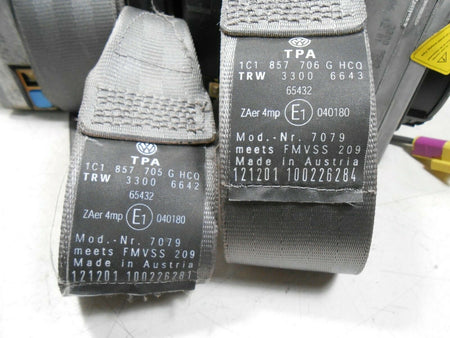 TPA
1C1 857 705 G HCQ
TRW 3300 6642
65432
ZAer 4mp E1 040180
Mod.-Nr. 7079
meets FMVSS 209
Made in Austria
121201 100226281
TPA
1C1 857 706 G HCQ
TRW 3300 6643
65432
ZAer 4mp E1 040180
Mod.-Nr. 7079
meets FMVSS 209
Made in Austria
121201 100226284